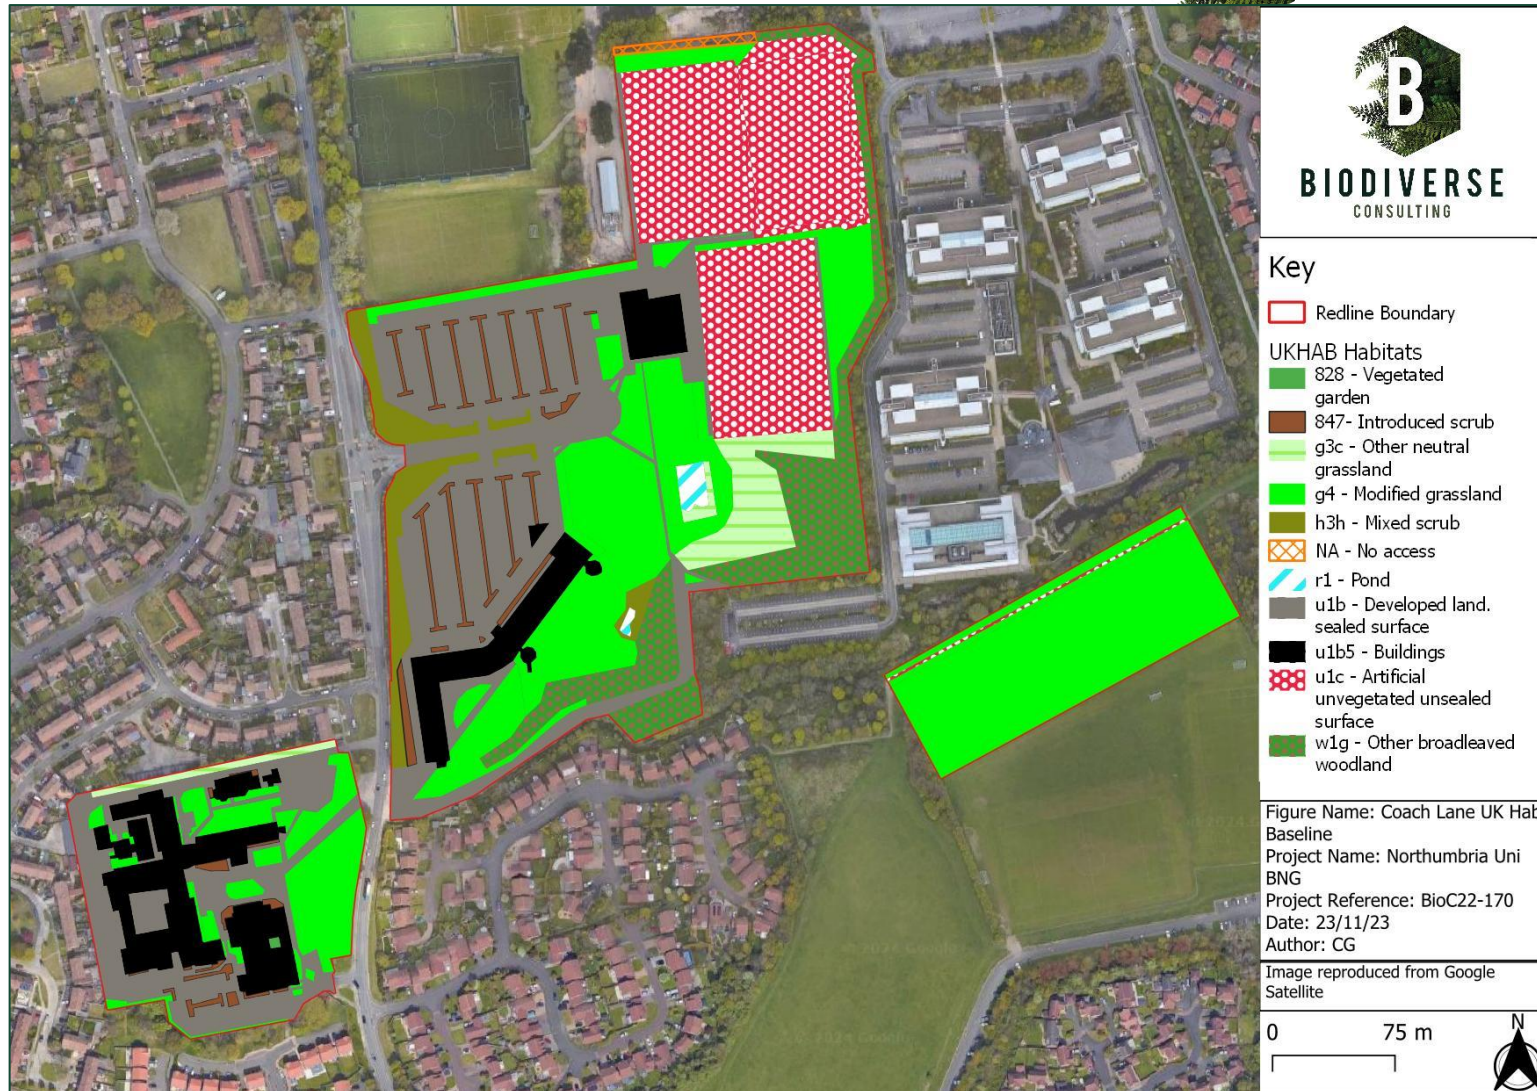 B
BIODIVERSE
CONSULTING
Key
Redline Boundary
UKHAB Habitats
828 - Vegetated
garden
847- Introduced scrub
g3c - Other neutral
grassland
g4 - Modified grassland
h3h - Mixed scrub
NA - No access
r1 - Pond
u1b - Developed land.
sealed surface
u1b5 - Buildings
u1c - Artificial
unvegetated unsealed
surface
w1g - Other broadleaved
woodland
Figure Name: Coach Lane UK Hab
Baseline
Project Name: Northumbria Uni
BNG
Project Reference: BioC22-170
Date: 23/11/23
Author: CG
Image reproduced from Google
Satellite
0 75 m
N